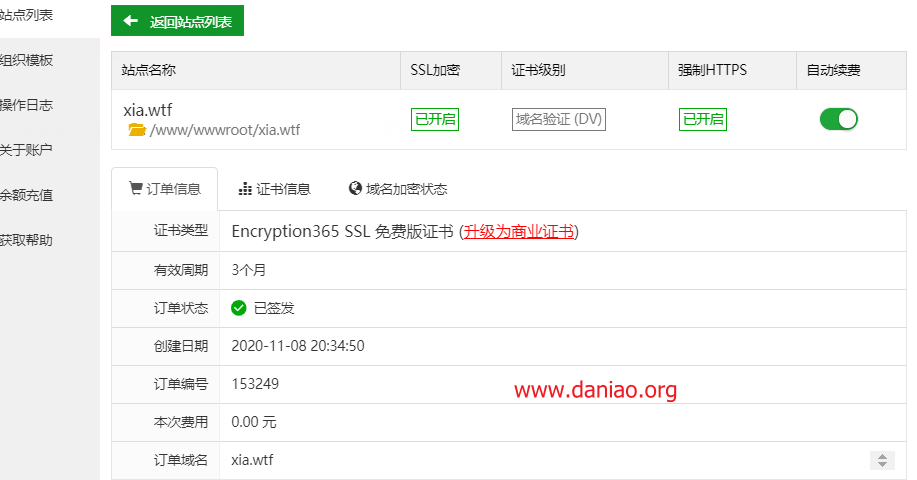 站点列表
组织模板
操作日志
关于账户
余额充值
获取帮助
返回站点列表
站点名称 SSL加密 证书级别 强制HTTPS 自动续费
xia.wtf
/www/wwwroot/xia.wtf
已开启 域名验证 (DV) 已开启
订单信息 证书信息 域名加密状态
证书类型 Encryption365 SSL 免费版证书 (升级为商业证书)
有效周期 3个月
订单状态 已签发
创建日期 2020-11-08 20:34:50
订单编号 153249
www.daniao.org
本次费用 0.00 元
订单域名 xia.wtf